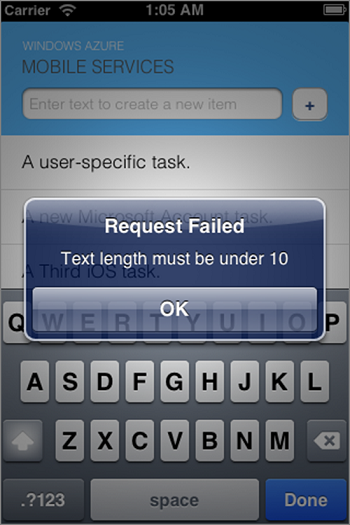 Carrier 1:05 AM
WINDOWS AZURE
MOBILE SERVICES
Enter text to create a new item +
A user-specific task.
A new Microsoft Account task.
Request Failed
Text length must be under 10
A Third iOS task.
OK
Q W E R T Y U I O P
A S D F G H J K L
Z X C V B N M
.?123 space Done